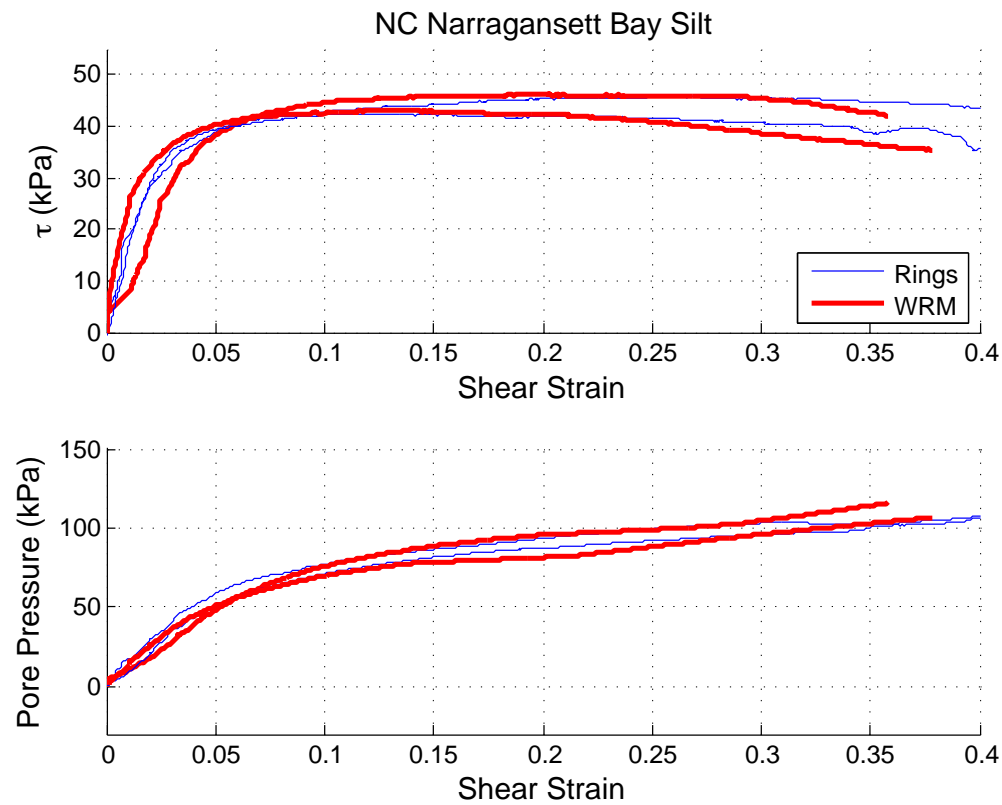 NC Narragansett Bay Silt
50
40
30
20
10
0
τ (kPa)
Rings
WRM
0 0.05 0.1 0.15 0.2 0.25 0.3 0.35 0.4
Shear Strain
150
100
50
0
Pore Pressure (kPa)
0 0.05 0.1 0.15 0.2 0.25 0.3 0.35 0.4
Shear Strain